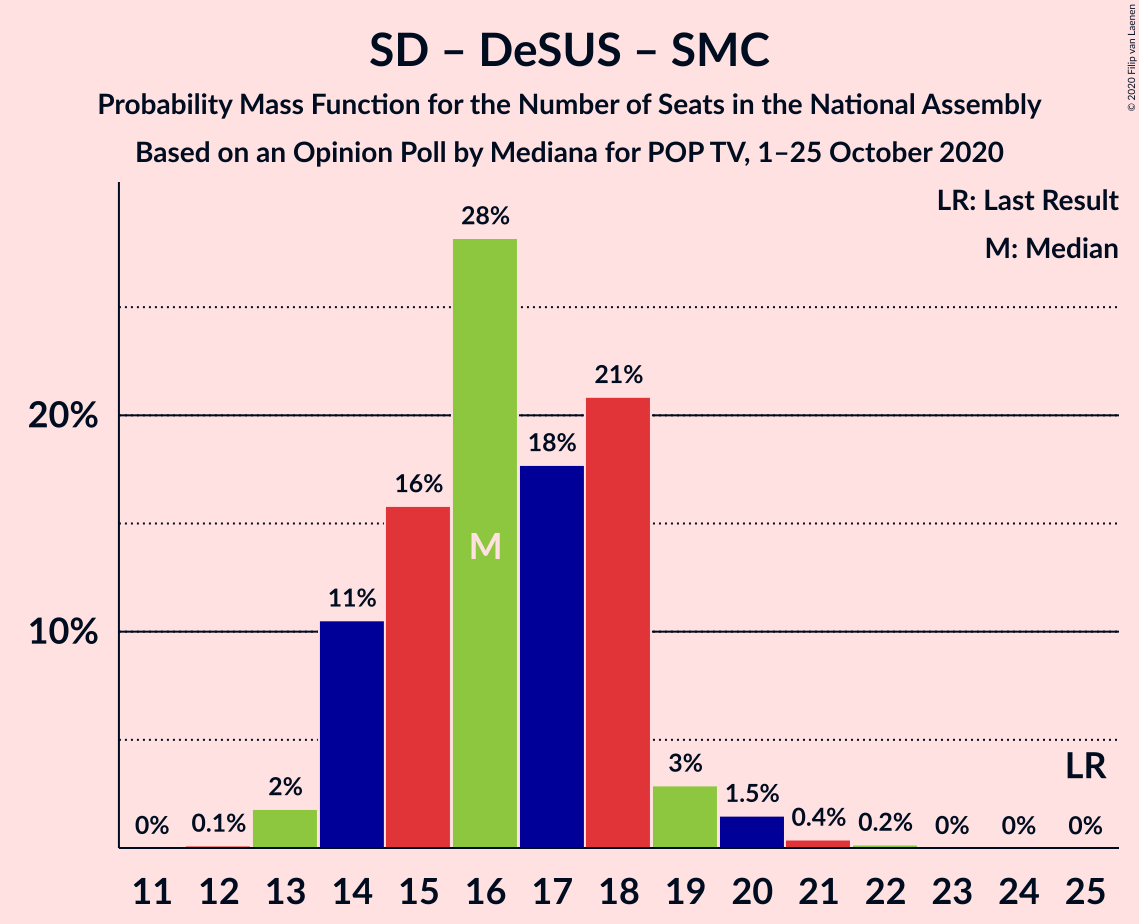 SD – DeSUS – SMC
Probability Mass Function for the Number of Seats in the National Assembly
Based on an Opinion Poll by Mediana for POP TV, 1–25 October 2020
© 2020 Filip van Laenen
LR: Last Result
M: Median
28%
21%
20%
18%
16%
M
11%
10%
LR
3%
2%
1.5%
0% 0.1% 0.4% 0.2% 0% 0% 0%
11 12 13 14 15 16 17 18 19 20 21 22 23 24 25